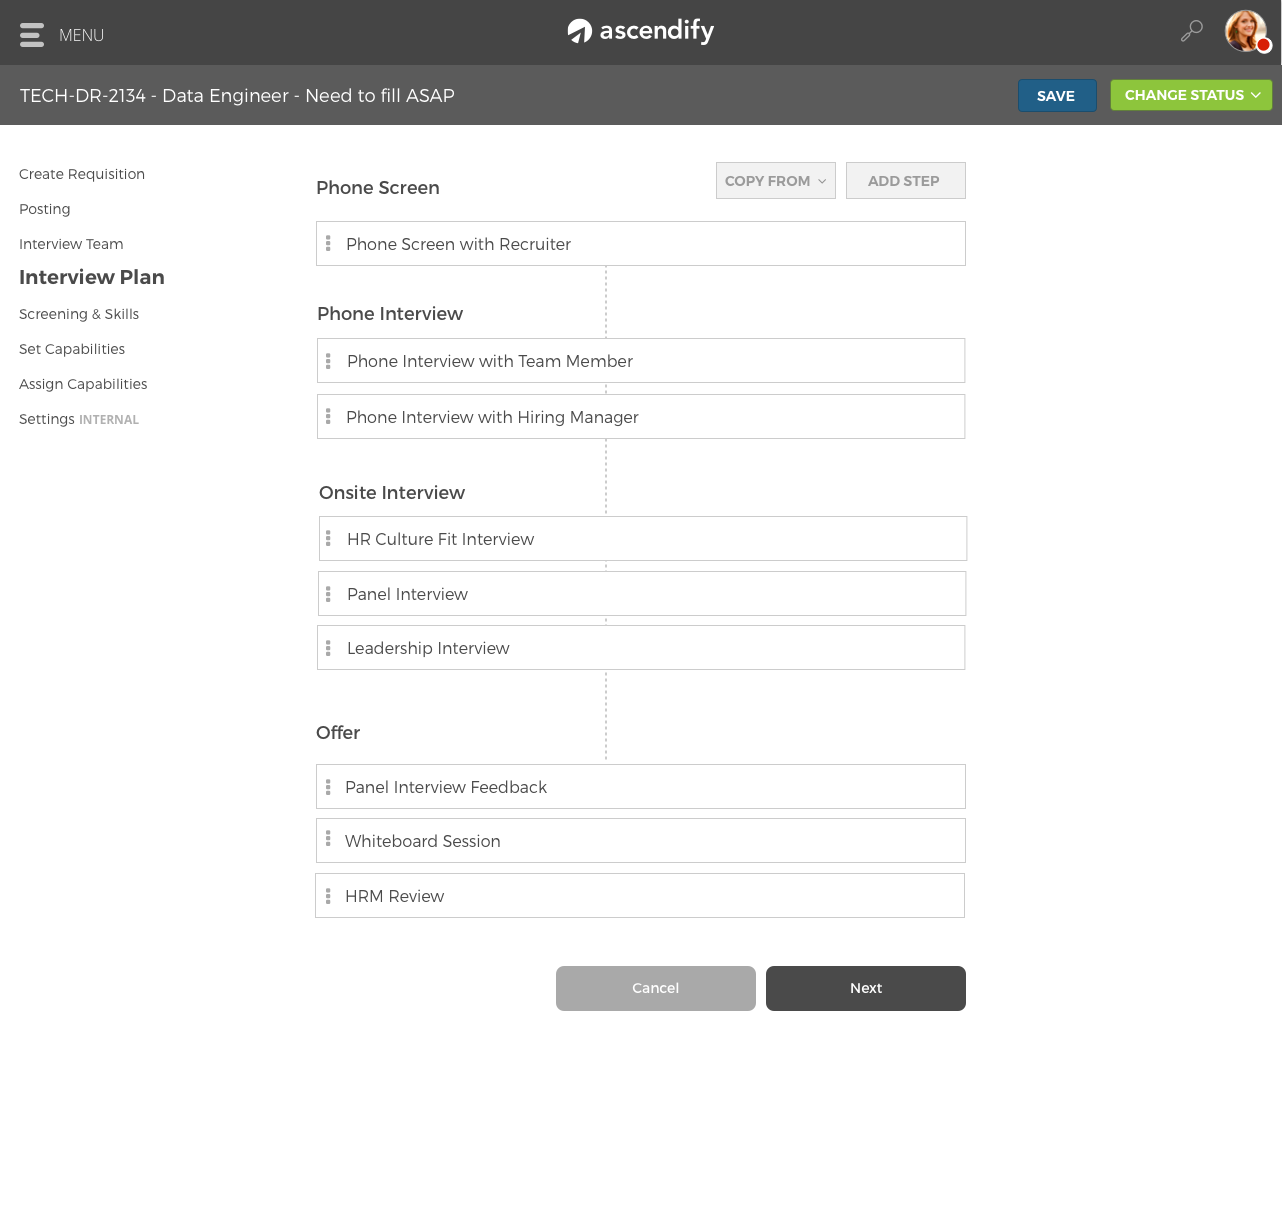 MENU
ascendify
TECH-DR-2134 - Data Engineer - Need to fill ASAP
SAVE
CHANGE STATUS
Create Requisition
Posting
Interview Team
Interview Plan
Screening & Skills
Set Capabilities
Assign Capabilities
Settings INTERNAL
Phone Screen
COPY FROM
ADD STEP
Phone Screen with Recruiter
Phone Interview
Phone Interview with Team Member
Phone Interview with Hiring Manager
Onsite Interview
HR Culture Fit Interview
Panel Interview
Leadership Interview
Offer
Panel Interview Feedback
Whiteboard Session
HRM Review
Cancel
Next